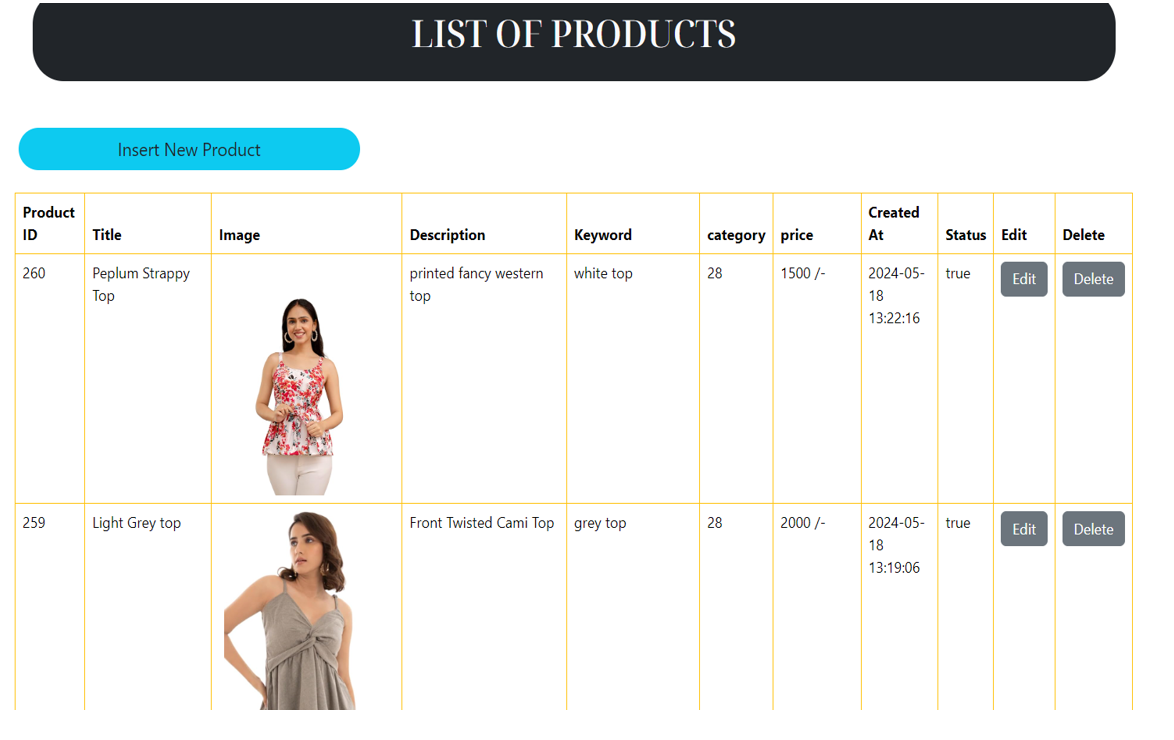 LIST OF PRODUCTS
Insert New Product
Product
ID
Title
Image
Description
Keyword
category
price
Created
At
Status
Edit
Delete
260
Peplum Strappy
Top
printed fancy western
top
white top
28
1500 /-
2024-05-
18
13:22:16
true
Edit
Delete
259
Light Grey top
Front Twisted Cami Top
grey top
28
2000 /-
2024-05-
18
13:19:06
true
Edit
Delete